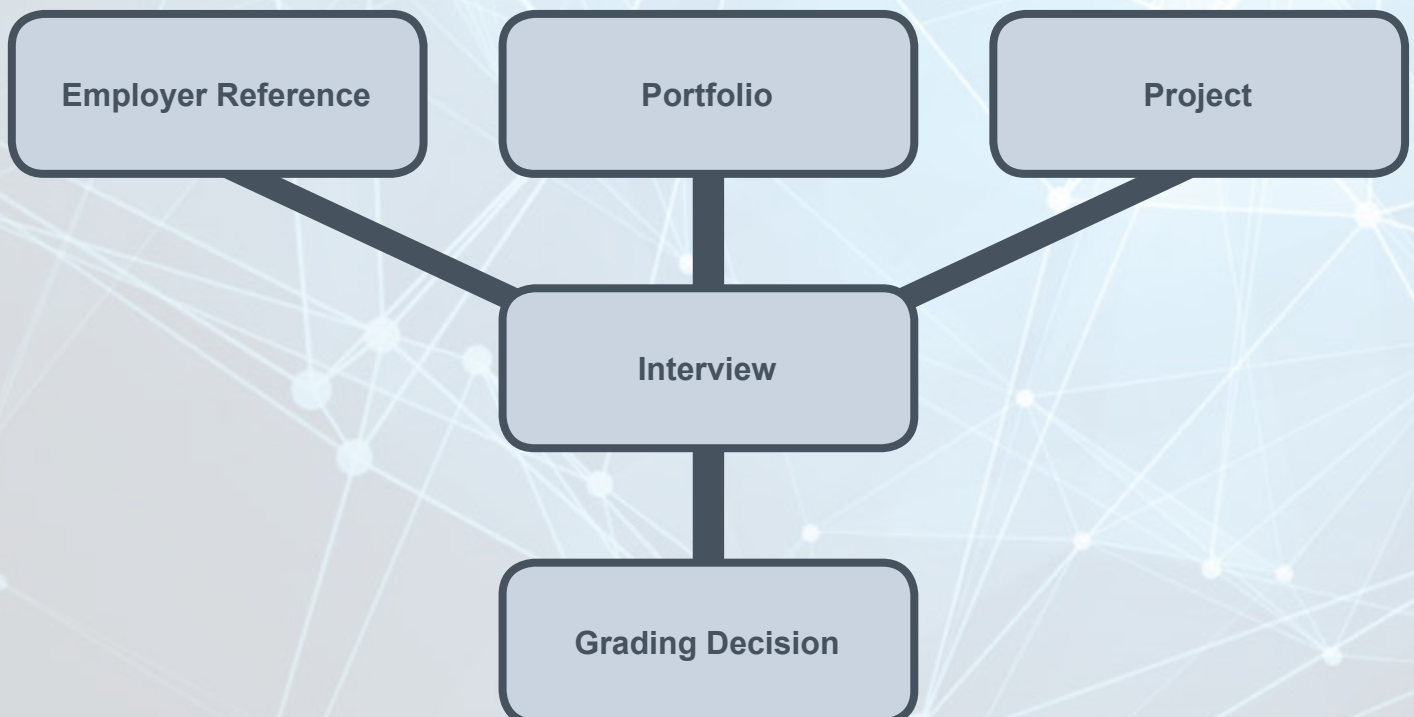 Employer Reference
Portfolio
Project
Interview
Grading Decision